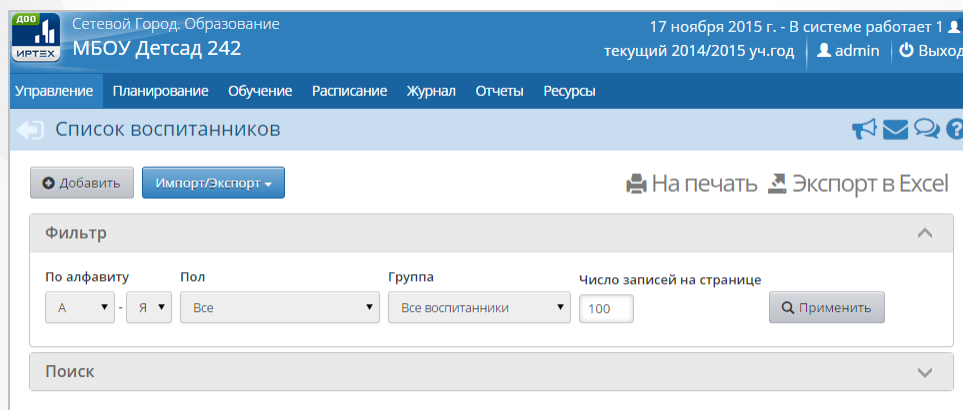 ДОО
ИРТЕХ
Сетевой Город. Образование
МБОУ Детсад 242
17 ноября 2015 г. - В системе работает 1
текущий 2014/2015 уч.год admin Выход
Управление Планирование Обучение Расписание Журнал Отчеты Ресурсы
Список воспитанников
Добавить Импорт/Экспорт На печать Экспорт в Excel
Фильтр
По алфавиту Пол Группа Число записей на странице
А - Я Все Все воспитанники 100 Применить
Поиск